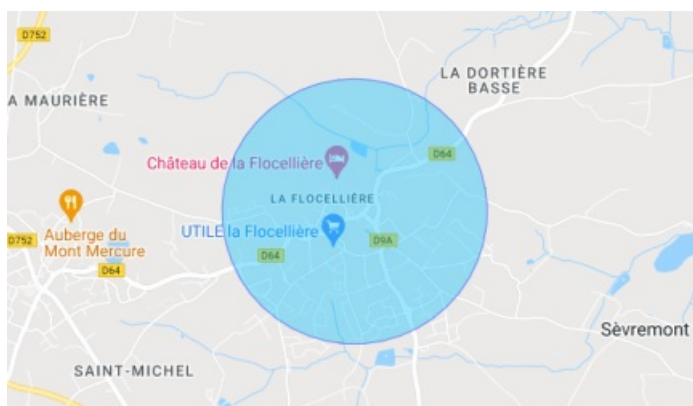 D752
LA DORTIÈRE
BASSE
A MAURIÈRE
D64
Château de la Flocellière
LA FLOCELLIÈRE
UTILE la Flocellière
Auberge du
Mont Mercure
D752
D9A
D64
D64
Sèvremont
SAINT-MICHEL